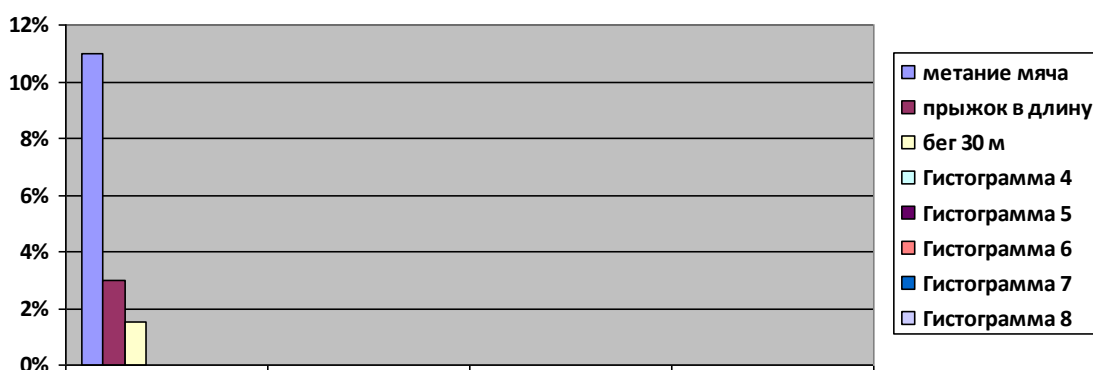 12%
10%
8%
6%
4%
2%
0%
метание мяча
прыжок в длину
бег 30 м
Гистограмма 4
Гистограмма 5
Гистограмма 6
Гистограмма 7
Гистограмма 8